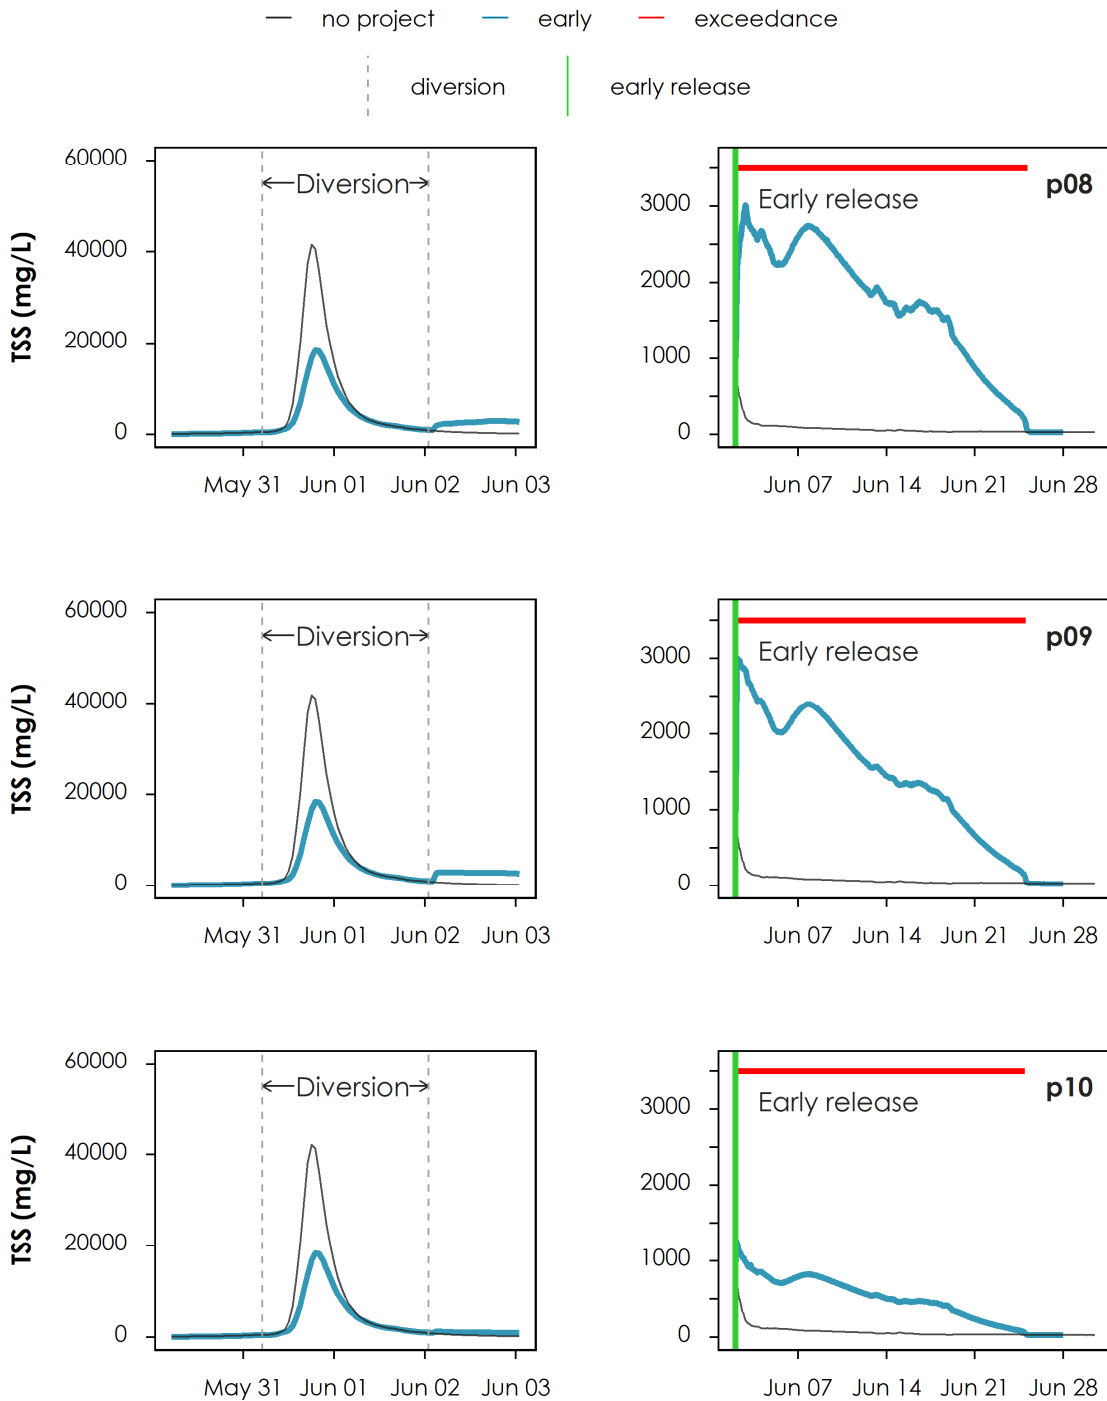 no project early exceedance
diversion early release
60000
40000
20000
0
TSS (mg/L)
Diversion
May 31 Jun 01 Jun 02 Jun 03
3000
2000
1000
0
Early release
p08
Jun 07 Jun 14 Jun 21 Jun 28
60000
40000
20000
0
TSS (mg/L)
Diversion
May 31 Jun 01 Jun 02 Jun 03
3000
2000
1000
0
Early release
p09
Jun 07 Jun 14 Jun 21 Jun 28
60000
40000
20000
0
TSS (mg/L)
Diversion
May 31 Jun 01 Jun 02 Jun 03
3000
2000
1000
0
Early release
p10
Jun 07 Jun 14 Jun 21 Jun 28